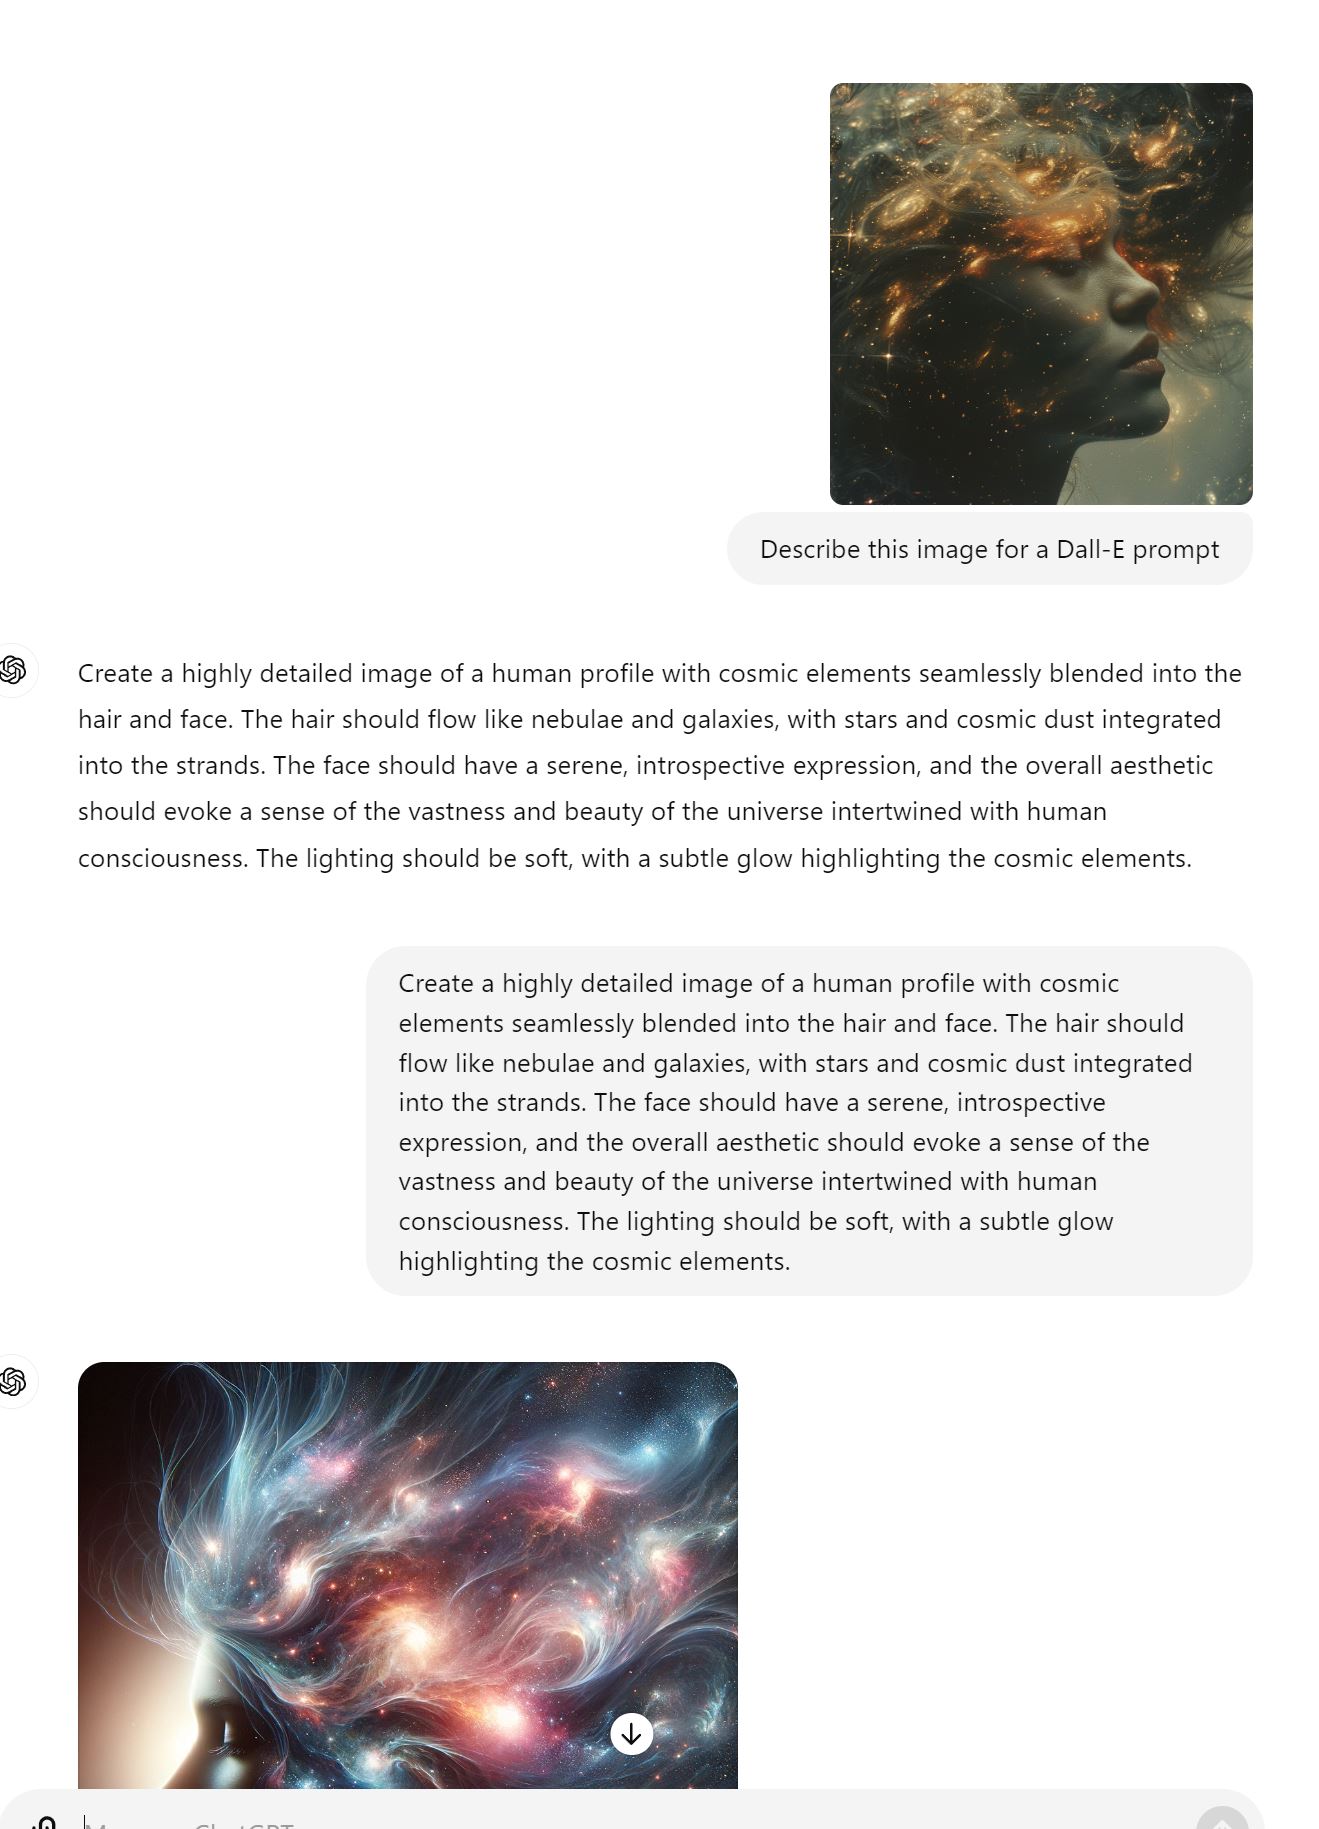 Describe this image for a Dall-E prompt
Create a highly detailed image of a human profile with cosmic elements seamlessly blended into the
hair and face. The hair should flow like nebulae and galaxies, with stars and cosmic dust integrated
into the strands. The face should have a serene, introspective expression, and the overall aesthetic
should evoke a sense of the vastness and beauty of the universe intertwined with human
consciousness. The lighting should be soft, with a subtle glow highlighting the cosmic elements.
Create a highly detailed image of a human profile with cosmic
elements seamlessly blended into the hair and face. The hair should
flow like nebulae and galaxies, with stars and cosmic dust integrated
into the strands. The face should have a serene, introspective
expression, and the overall aesthetic should evoke a sense of the
vastness and beauty of the universe intertwined with human
consciousness. The lighting should be soft, with a subtle glow
highlighting the cosmic elements.
ChatGPT